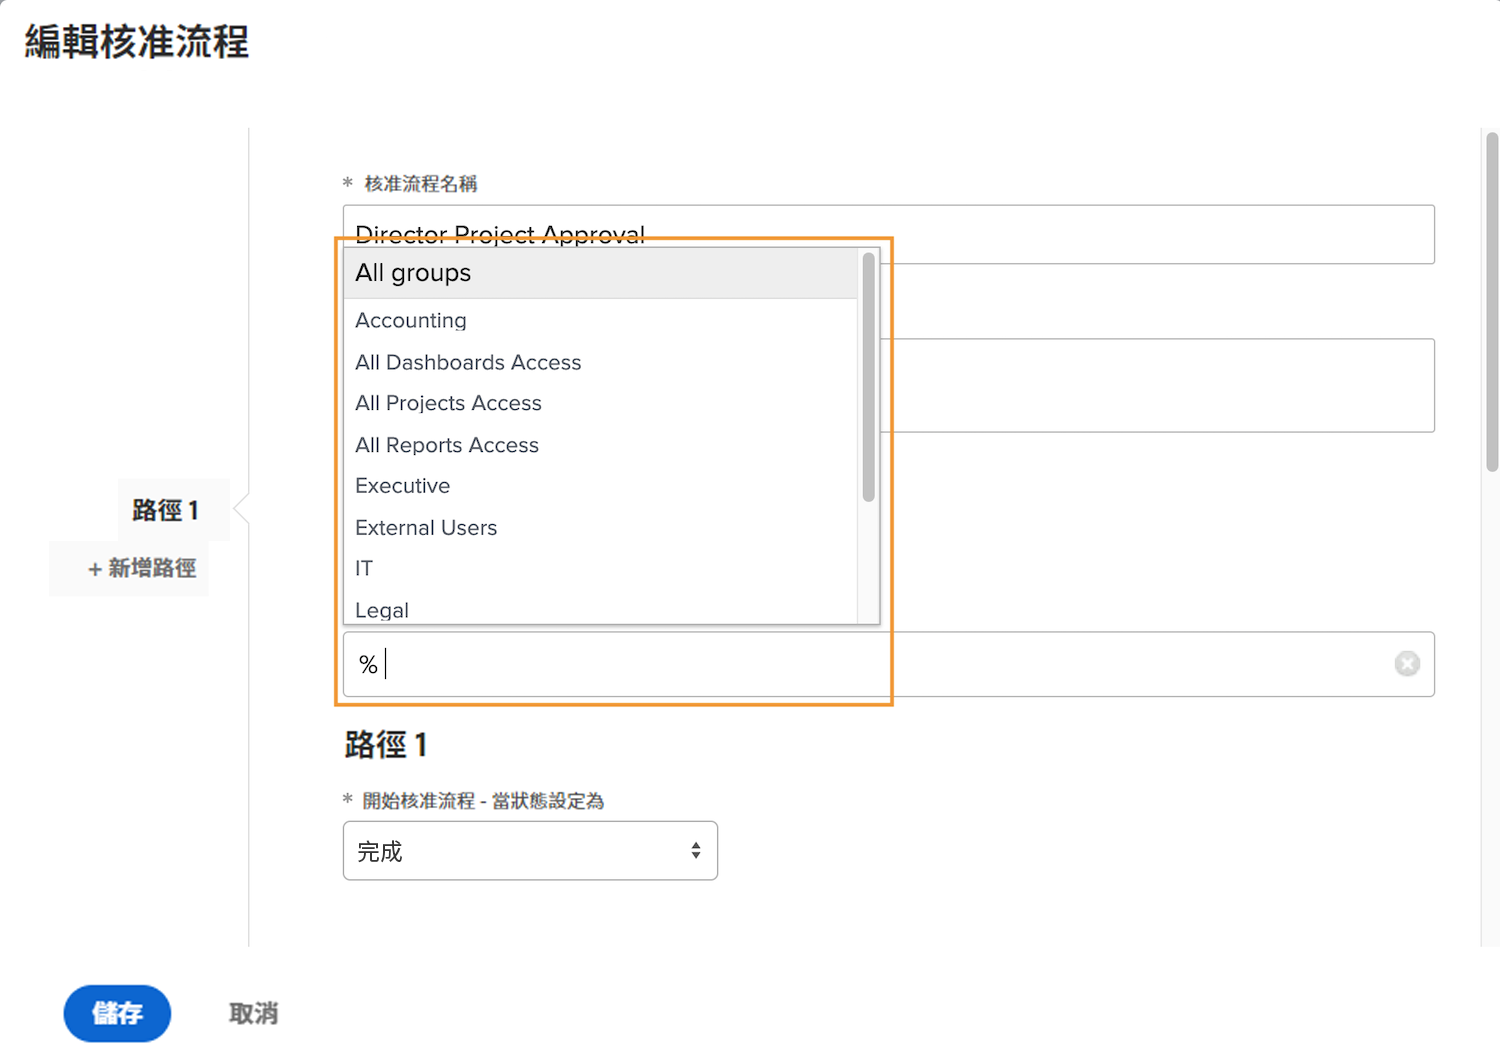 編輯核准流程
* 核准流程名稱
Director Project Approval
All groups
Accounting
All Dashboards Access
All Projects Access
All Reports Access
Executive
External Users
IT
Legal
路徑 1
+ 新增路徑
%
路徑 1
* 開始核准流程 - 當狀態設定為
完成
儲存
取消